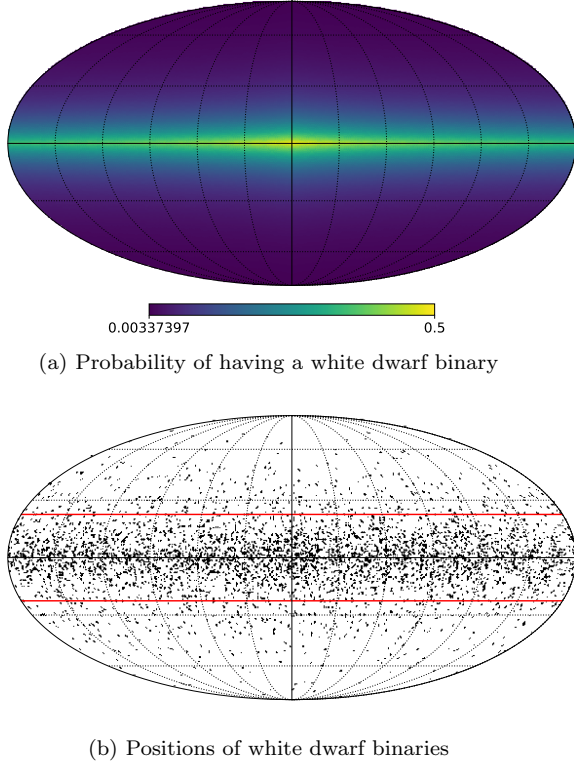 0.00337397 0.5
(a) Probability of having a white dwarf binary
(b) Positions of white dwarf binaries